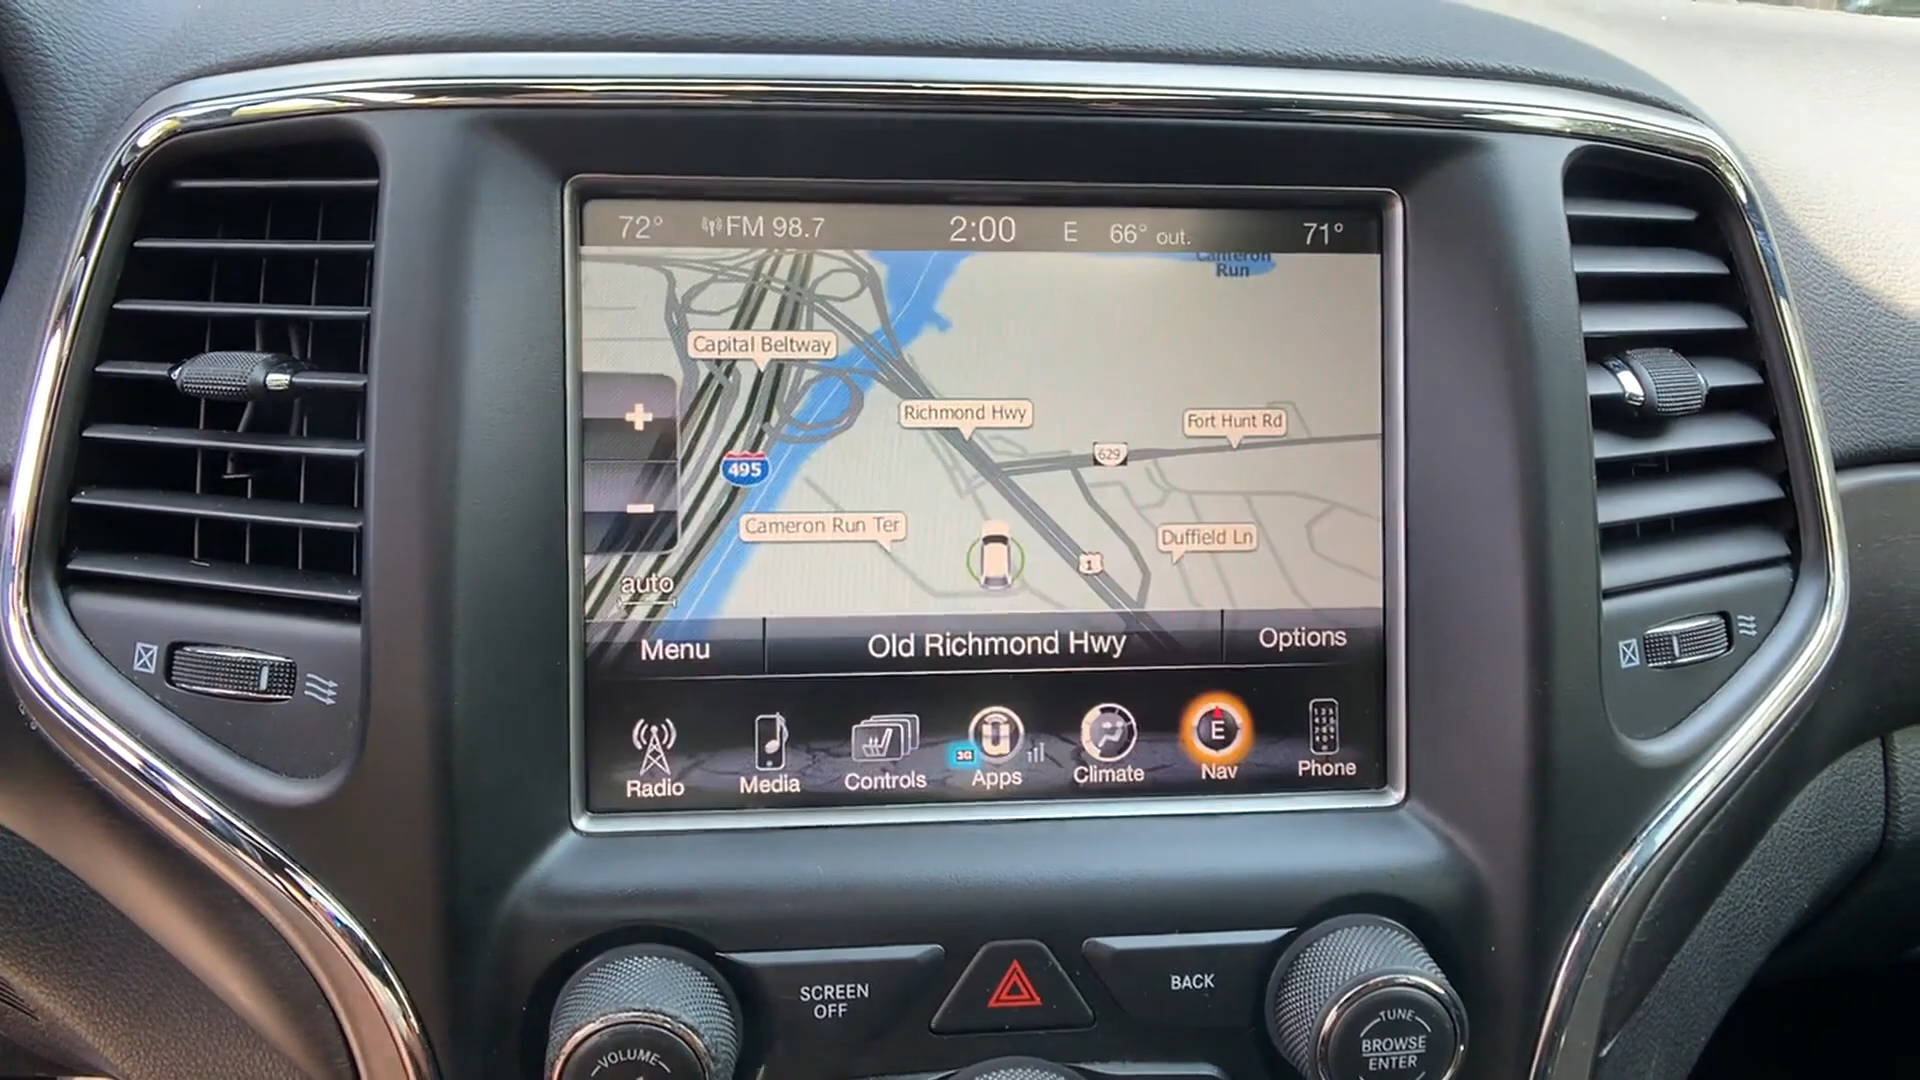 72° FM 98.7 2:00 E 66° out. 71°
Cameron
Run
Capital Beltway
Richmond Hwy
Fort Hunt Rd
629
495
Cameron Run Ter
Duffield Ln
1
+
−
auto
Menu
Old Richmond Hwy
Options
E
3G
Radio
Media
Controls
Apps
Climate
Nav
Phone
SCREEN
OFF
BACK
VOLUME
TUNE
BROWSE
ENTER